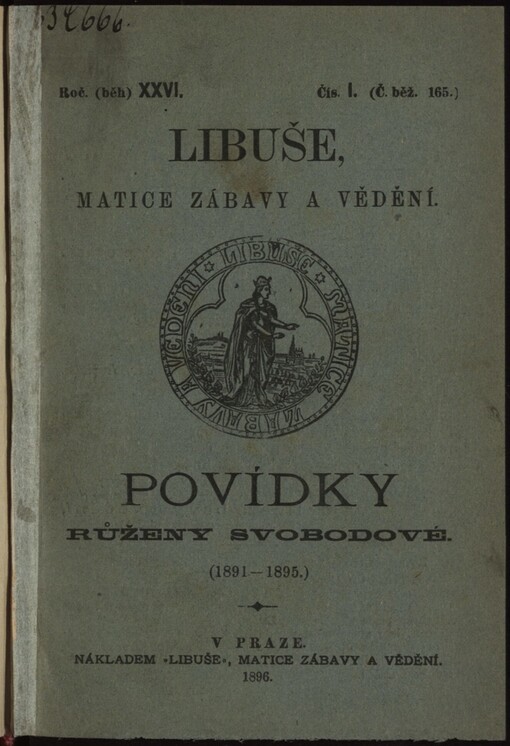 34666.
Roč. (běh) XXVI. Čís. I. (Č. běž. 165.)
LIBUŠE,
MATICE ZÁBAVY A VĚDĚNÍ.
LIBUŠE * MATICE ZÁBAVY A VĚDĚNÍ *
POVÍDKY
RŮŽENY SVOBODOVÉ.
(1891—1895.)
V PRAZE.
NÁKLADEM »LIBUŠE«, MATICE ZÁBAVY A VĚDĚNÍ.
1896.